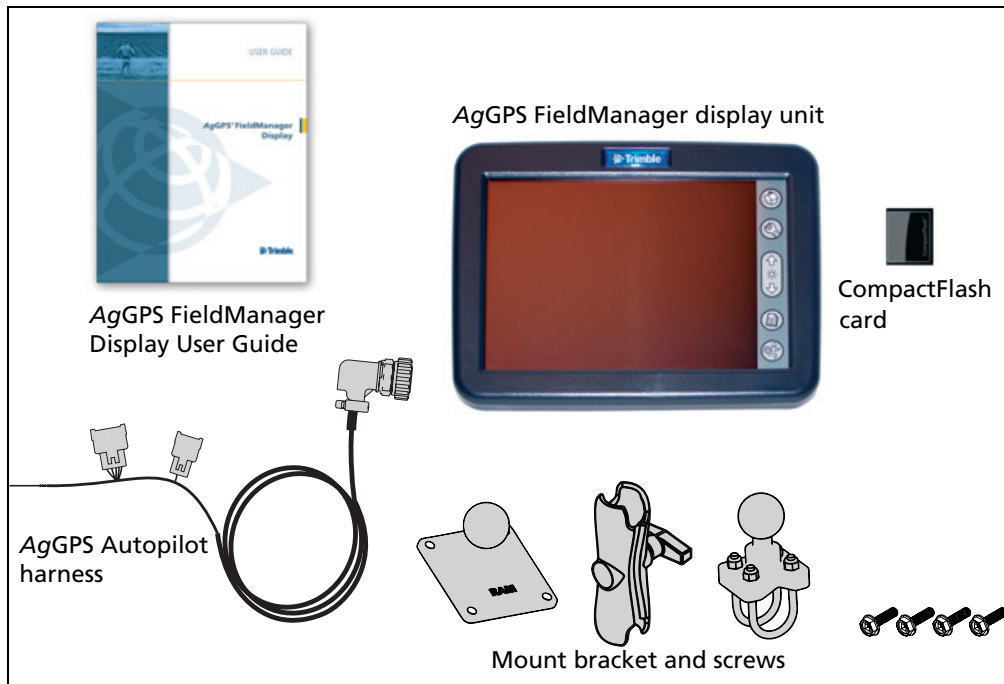 USER GUIDE
AgGPS® FieldManager
Display
Trimble
AgGPS FieldManager
Display User Guide
AgGPS FieldManager display unit
Trimble
CompactFlash
CompactFlash
card
AgGPS Autopilot
harness
RAM
Mount bracket and screws